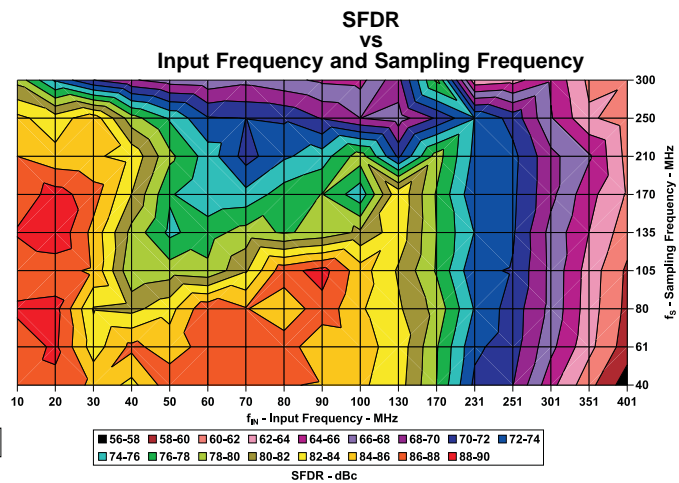 SFDR
vs
Input Frequency and Sampling Frequency
300
250
210
170
135
105
80
61
40
fS - Sampling Frequency - MHz
10 20 30 40 50 60 70 80 90 100 130 170 231 251 301 351 401
fIN - Input Frequency - MHz
56-58 58-60 60-62 62-64 64-66 66-68 68-70 70-72 72-74
74-76 76-78 78-80 80-82 82-84 84-86 86-88 88-90
SFDR - dBc